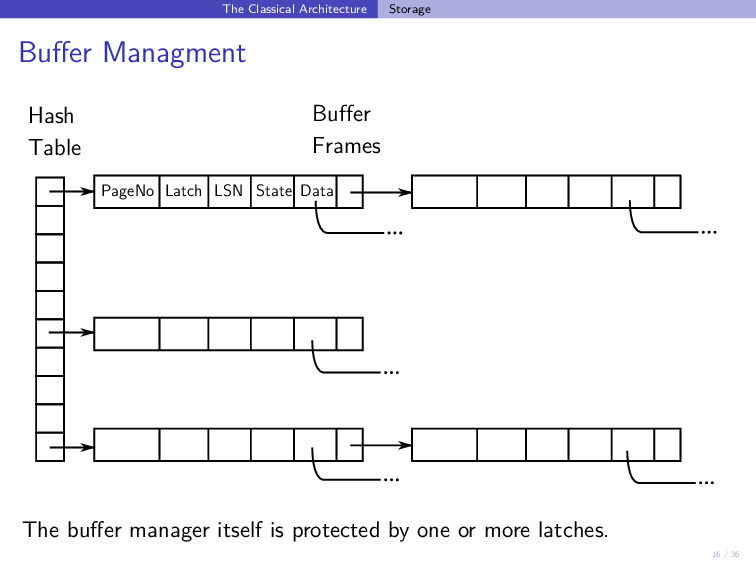 The Classical Architecture Storage
Buffer Managment
Hash
Table
Buffer
Frames
PageNo Latch LSN State Data
...
...
...
...
...
The buffer manager itself is protected by one or more latches.
16 / 36